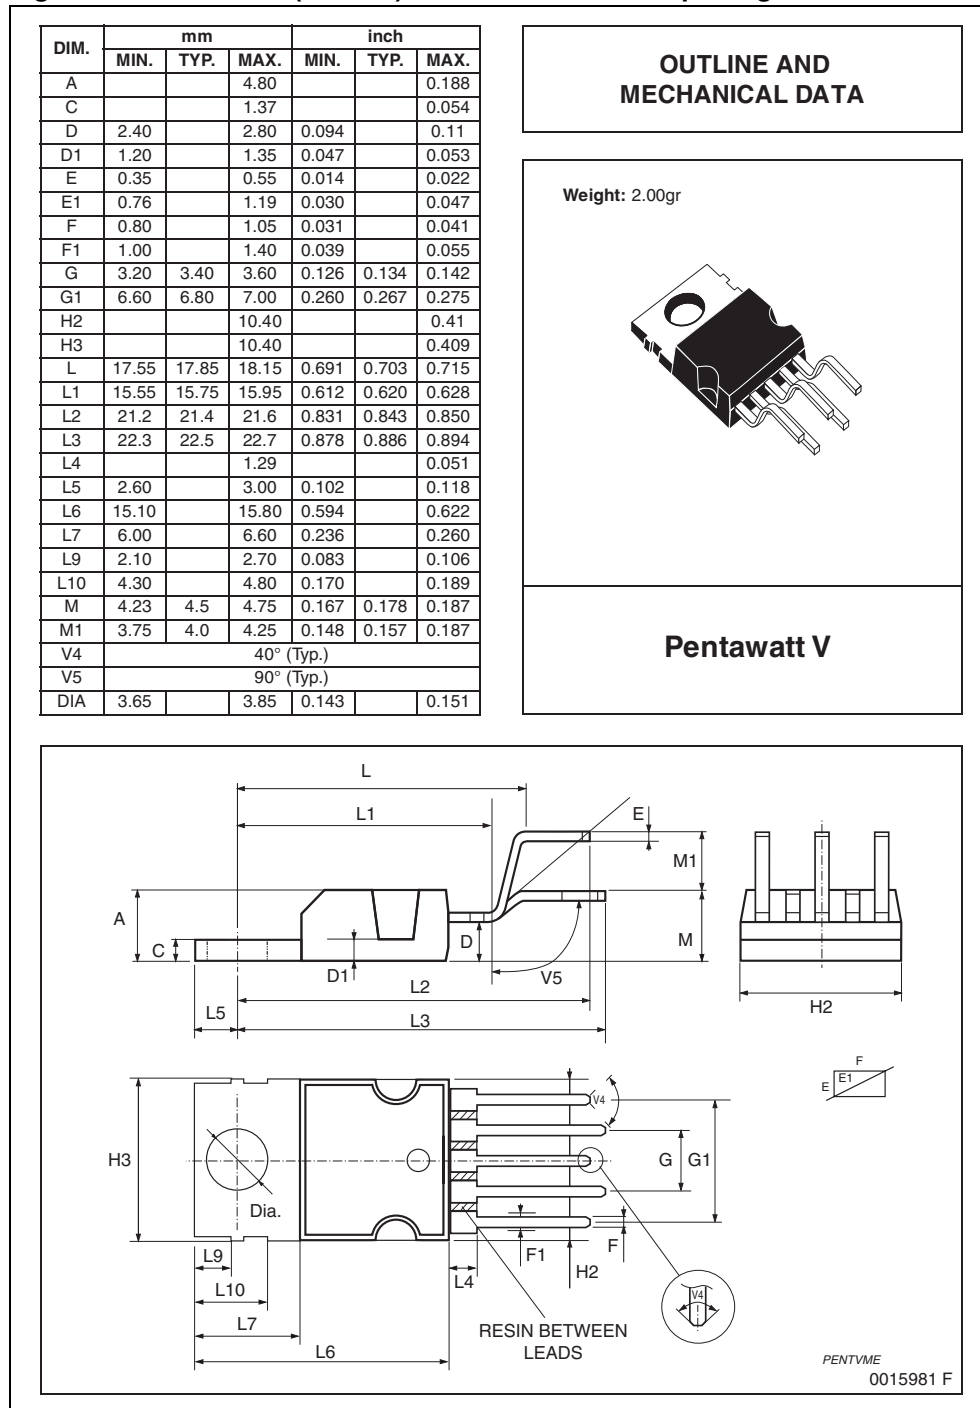 DIM. mm inch
MIN. TYP. MAX. MIN. TYP. MAX.
A 4.80 0.188
C 1.37 0.054
D 2.40 2.80 0.094 0.11
D1 1.20 1.35 0.047 0.053
E 0.35 0.55 0.014 0.022
E1 0.76 1.19 0.030 0.047
F 0.80 1.05 0.031 0.041
F1 1.00 1.40 0.039 0.055
G 3.20 3.40 3.60 0.126 0.134 0.142
G1 6.60 6.80 7.00 0.260 0.267 0.275
H2 10.40 0.41
H3 10.40 0.409
L 17.55 17.85 18.15 0.691 0.703 0.715
L1 15.55 15.75 15.95 0.612 0.620 0.628
L2 21.2 21.4 21.6 0.831 0.843 0.850
L3 22.3 22.5 22.7 0.878 0.886 0.894
L4 1.29 0.051
L5 2.60 3.00 0.102 0.118
L6 15.10 15.80 0.594 0.622
L7 6.00 6.60 0.236 0.260
L9 2.10 2.70 0.083 0.106
L10 4.30 4.80 0.170 0.189
M 4.23 4.5 4.75 0.167 0.178 0.187
M1 3.75 4.0 4.25 0.148 0.157 0.187
V4 40° (Typ.)
V5 90° (Typ.)
DIA 3.65 3.85 0.143 0.151
OUTLINE AND
MECHANICAL DATA
Weight: 2.00gr
Pentawatt V
L
L1
E
M1
A
C
D
M
D1
V5
L2
H2
L5
L3
F
E E1
V4
H3
G G1
Dia.
L9
F1
F
L4
H2
L10
V4
L7
RESIN BETWEEN
LEADS
L6
PENTVME
0015981 F